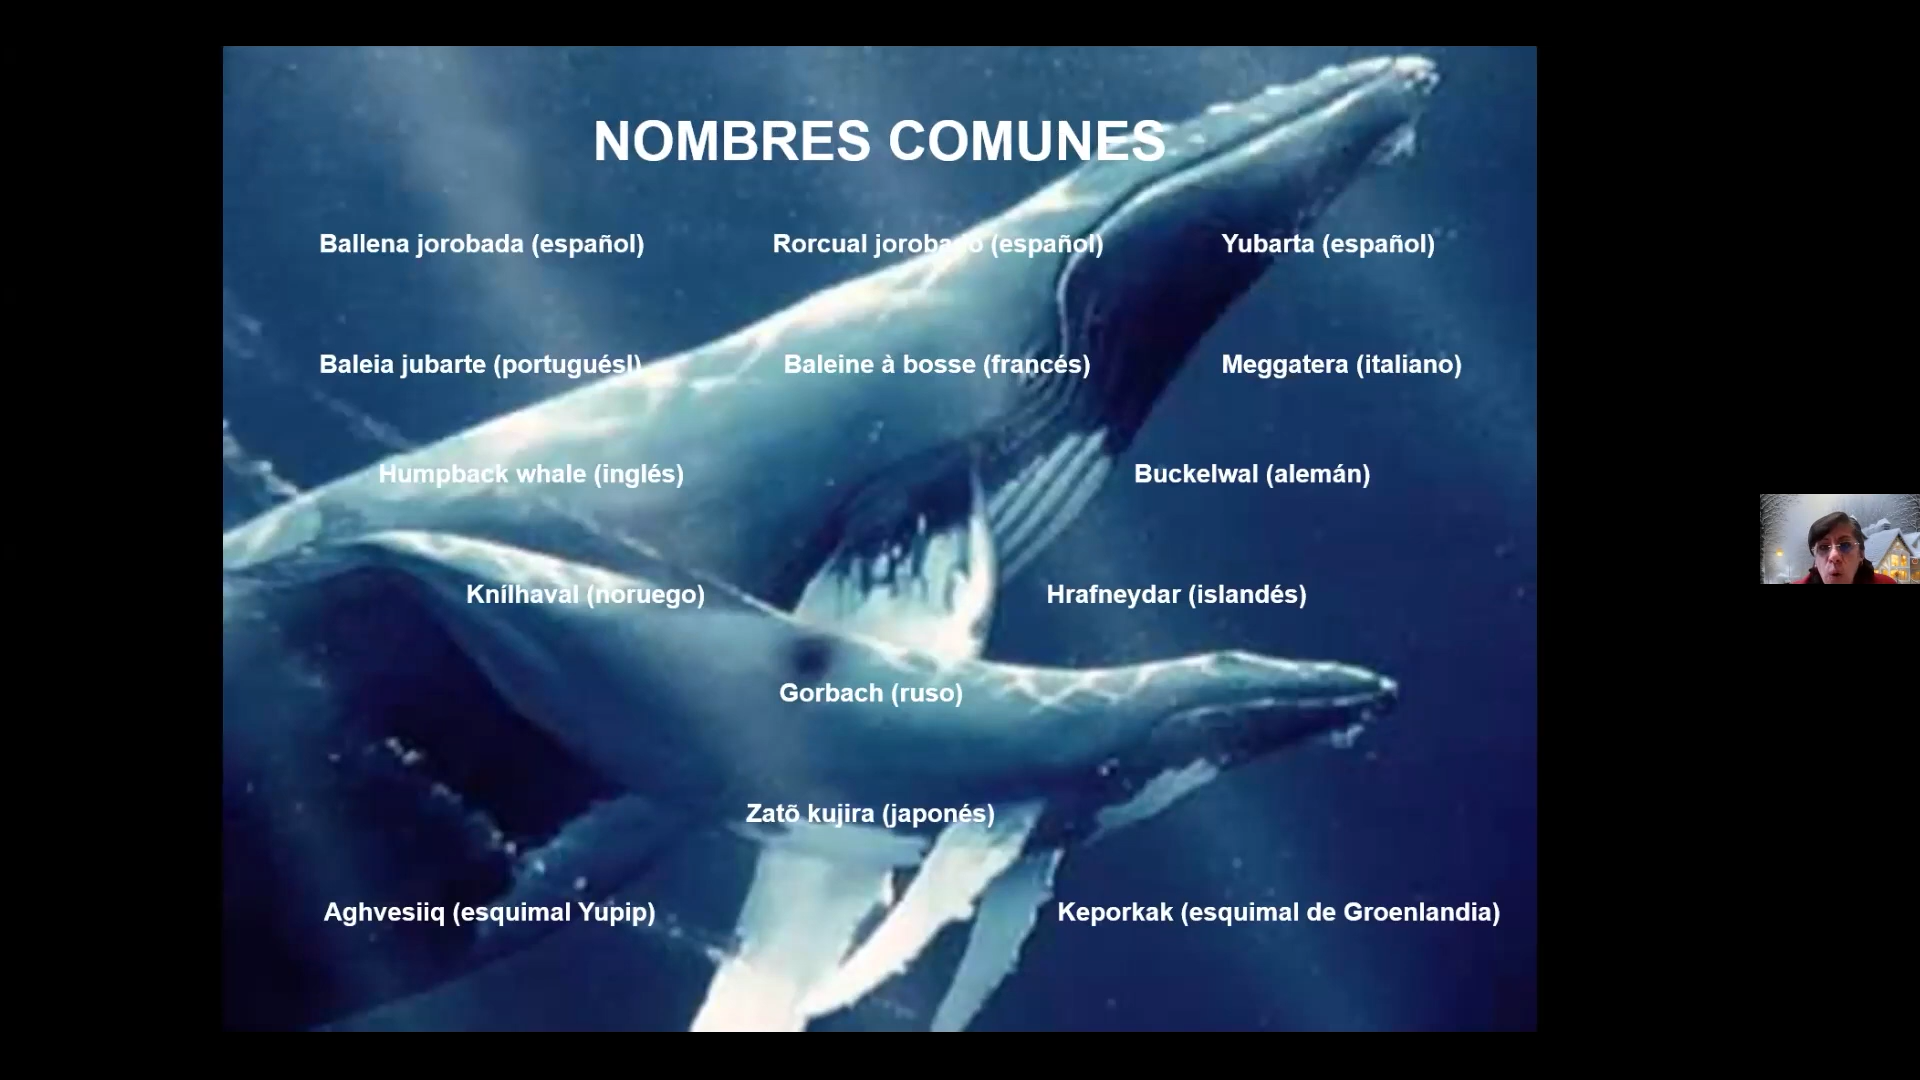 NOMBRES COMUNES
Ballena jorobada (español)
Rorcual jorobado (español)
Yubarta (español)
Baleia jubarte (portuguésl)
Baleine à bosse (francés)
Meggatera (italiano)
Humpback whale (inglés)
Buckelwal (alemán)
Knílhaval (noruego)
Hrafneydar (islandés)
Gorbach (ruso)
Zatõ kujira (japonés)
Aghvesiiq (esquimal Yupip)
Keporkak (esquimal de Groenlandia)